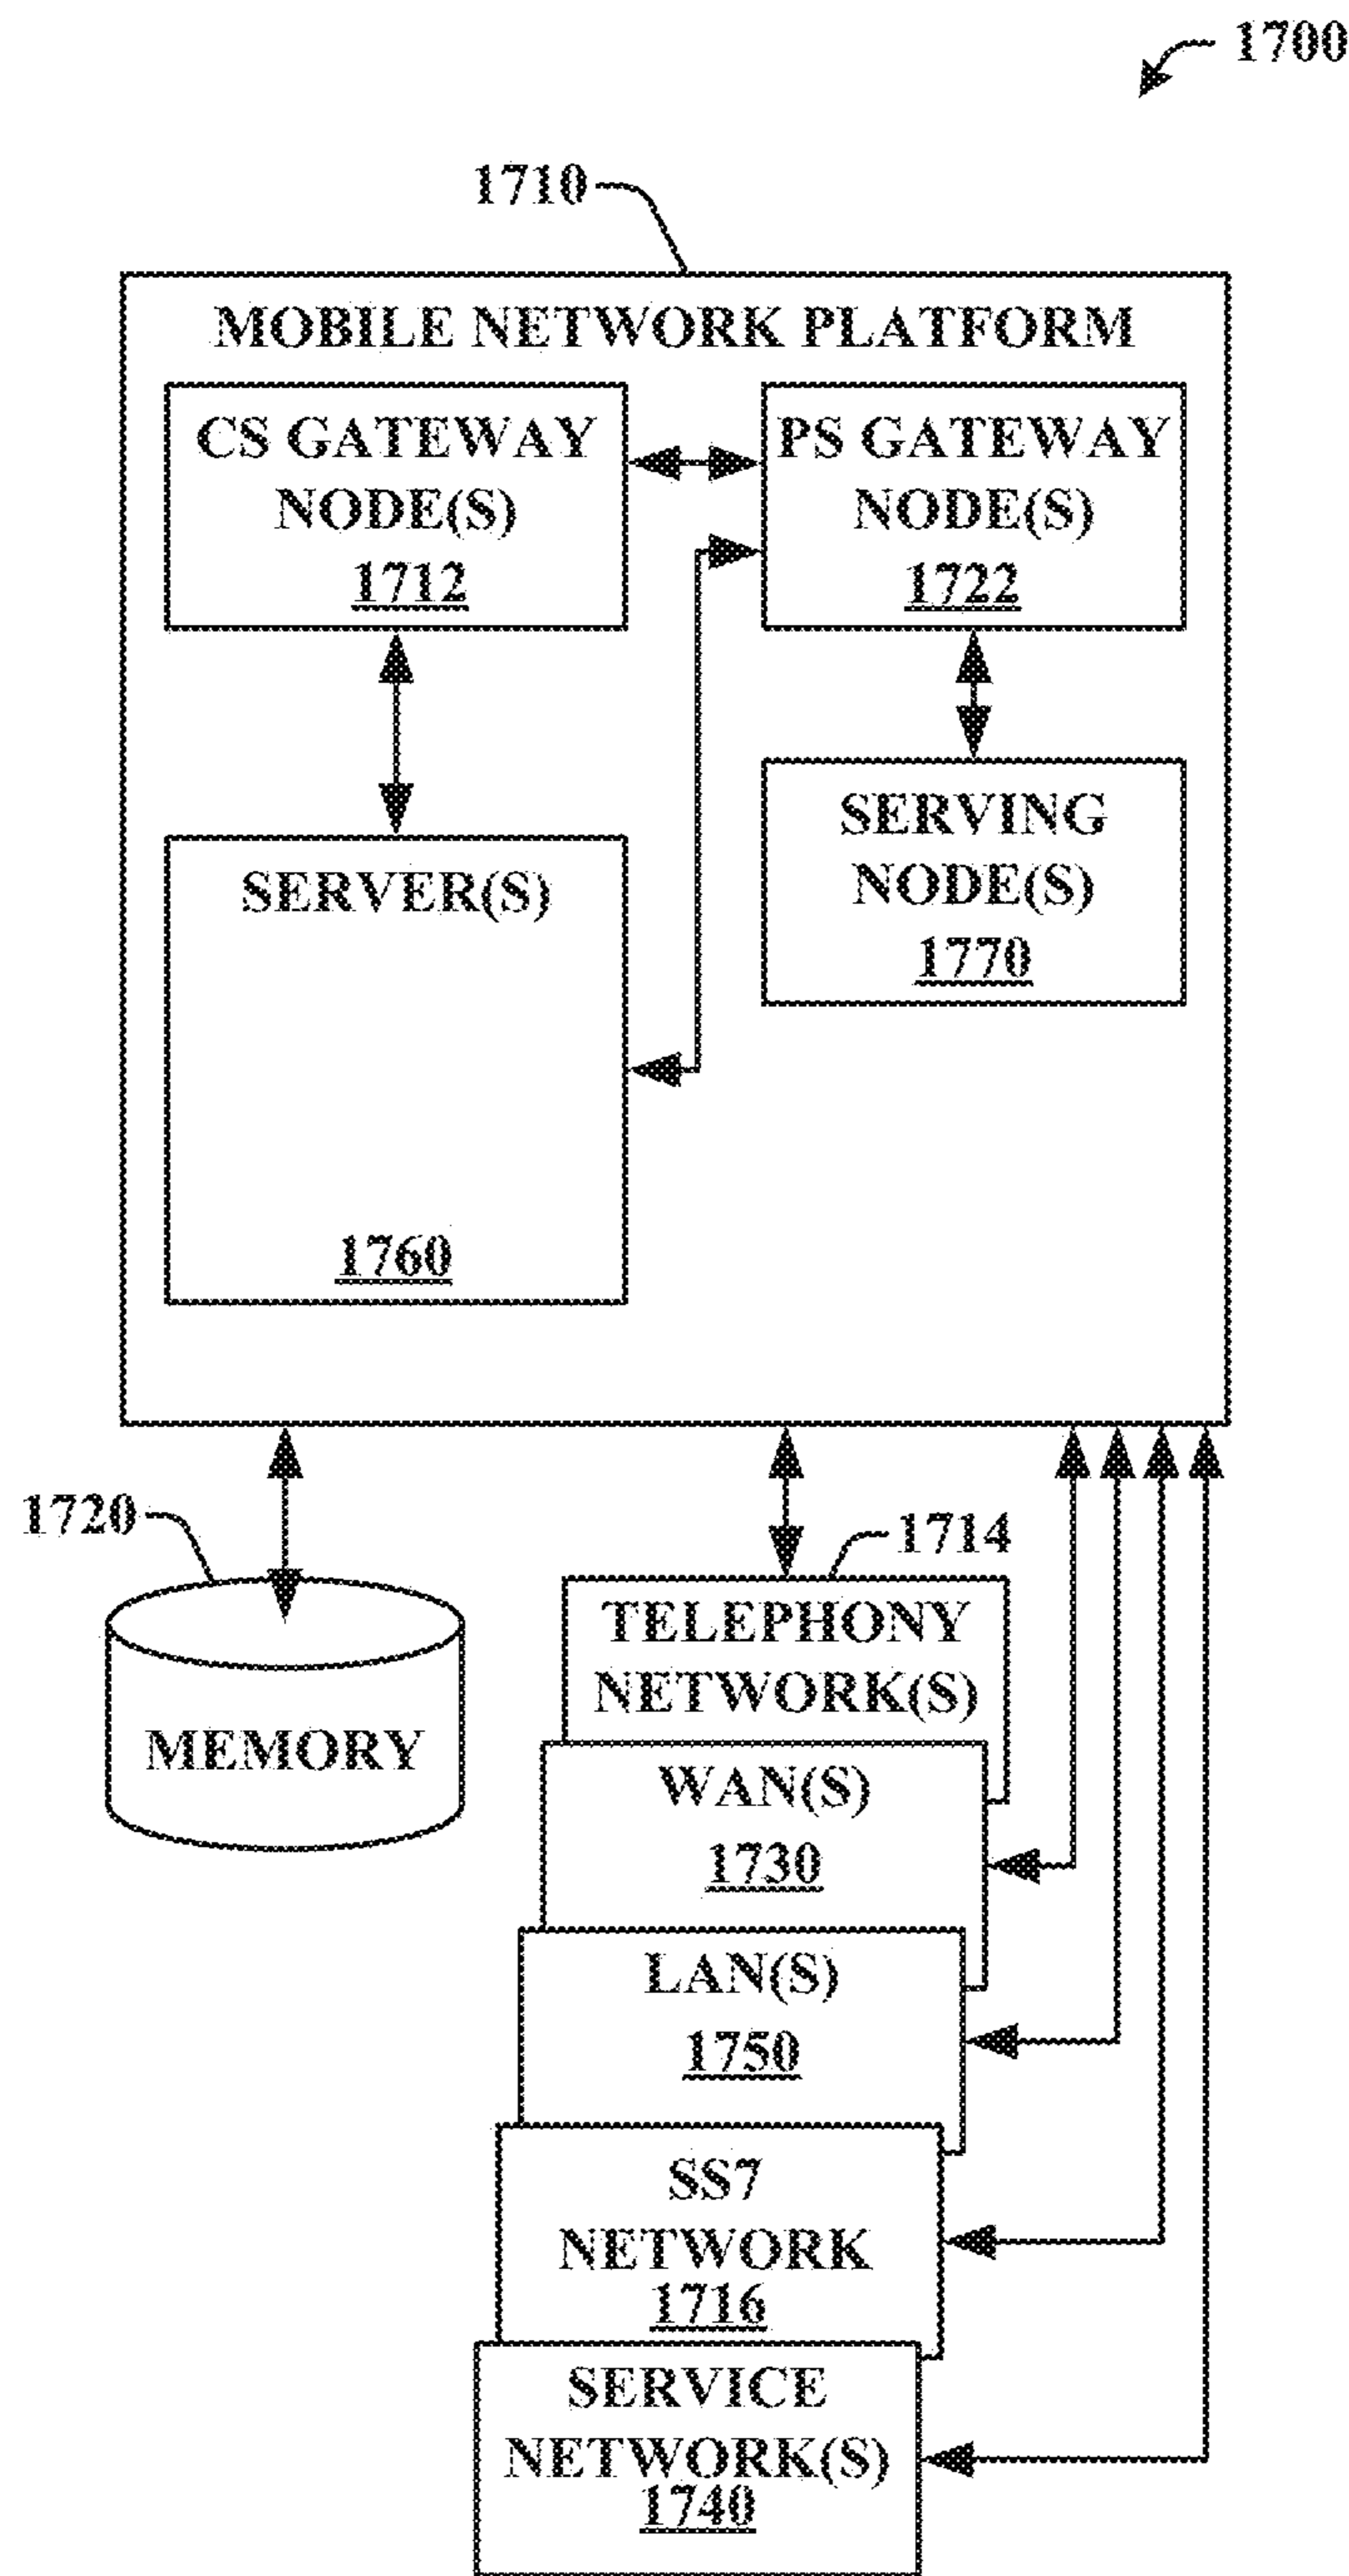 1700
1710
MOBILE NETWORK PLATFORM
CS GATEWAY
NODE(S)
1712
PS GATEWAY
NODE(S)
1722
SERVING
NODE(S)
1770
SERVER(S)
1760
1720
MEMORY
1714
TELEPHONY
NETWORK(S)
WAN(S)
1730
LAN(S)
1750
SS7
NETWORK
1716
SERVICE
NETWORK(S)
1740